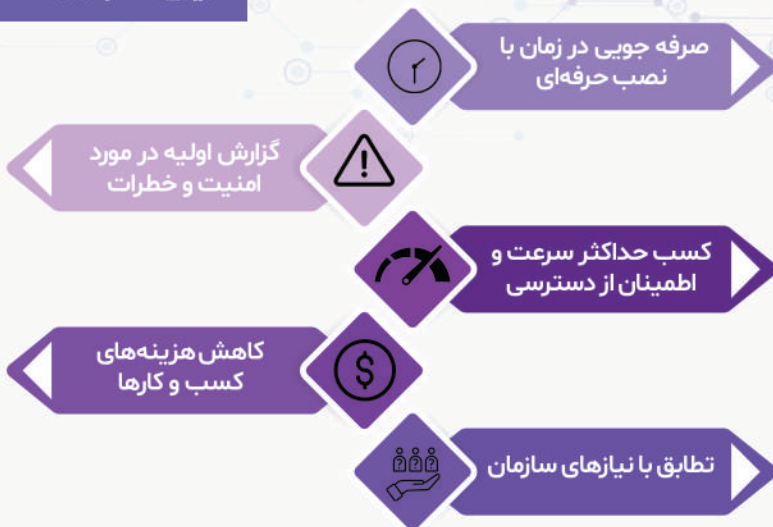 صرفه جویی در زمان با
نصب حرفه‌ای
گزارش اولیه در مورد
امنیت و خطرات
کسب حداکثر سرعت و
اطمینان از دسترسی
کاهش هزینه‌های
کسب و کارها
تطابق با نیازهای سازمان